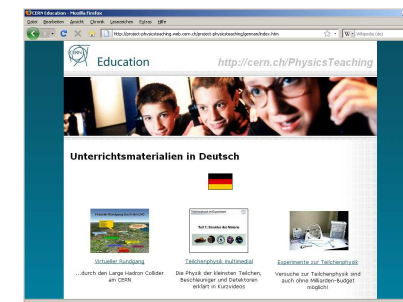 CERN Education - Mozilla Firefox
Datei Bearbeiten Ansicht Chronik Lesezeichen Extras Hilfe
http://project-physicsteaching.web.cern.ch/project-physicsteaching/german/index.htm
Wikipedia (de)
CERN
Education
http://cern.ch/PhysicsTeaching
Unterrichtsmaterialien in Deutsch
Virtueller Rundgang
...durch den Large Hadron Collider
am CERN
Teilchenphysik multimedial
Die Physik der kleinsten Teilchen,
Beschleuniger und Detektoren
erklärt in Kurzvideos
Experimente zur Teilchenphysik
Versuche zur Teilchenphysik sind
auch ohne Milliarden-Budget
möglich!